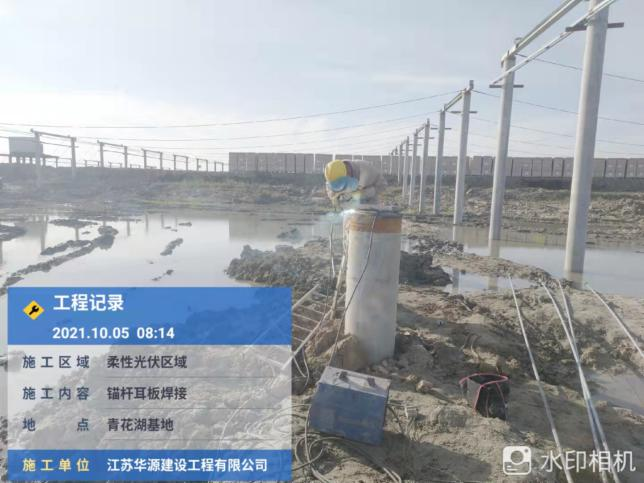 工程记录
2021.10.05 08:14
施工区域 柔性光伏区域
施工内容 锚杆耳板焊接
地点 青花湖基地
施工单位 江苏华源建设工程有限公司
水印相机